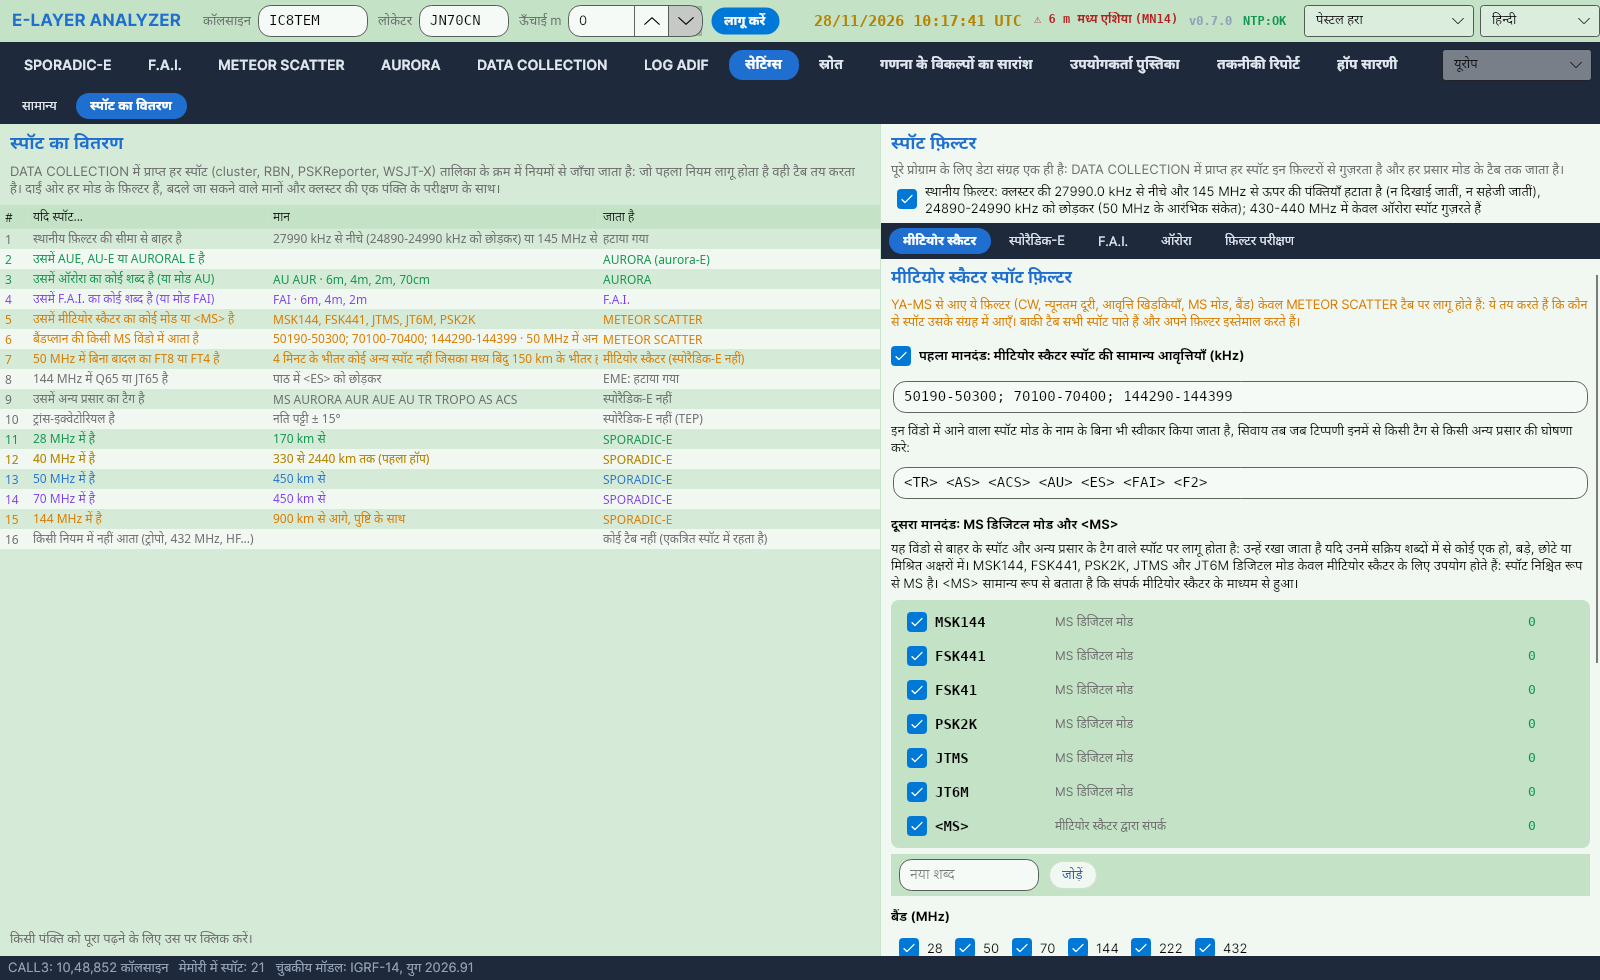 E-LAYER ANALYZER कॉलसाइन IC8TEM लोकेटर JN70CN ऊँचाई m 0 लागू करें 28/11/2026 10:17:41 UTC ⚠ 6 m मध्य एशिया (MN14) v0.7.0 NTP:OK पेस्टल हरा हिन्दी
SPORADIC-E F.A.I. METEOR SCATTER AURORA DATA COLLECTION LOG ADIF सेटिंग्स स्रोत गणना के विकल्पों का सारांश उपयोगकर्ता पुस्तिका तकनीकी रिपोर्ट हॉप सारणी यूरोप
सामान्य स्पॉट का वितरण
स्पॉट का वितरण
DATA COLLECTION में प्राप्त हर स्पॉट (cluster, RBN, PSKReporter, WSJT-X) तालिका के क्रम में नियमों से जाँचा जाता है: जो पहला नियम लागू होता है वही टैब तय करता
है। दाईं ओर हर मोड के फ़िल्टर हैं, बदले जा सकने वाले मानों और क्लस्टर की एक पंक्ति के परीक्षण के साथ।
# यदि स्पॉट... मान जाता है
1 स्थानीय फ़िल्टर की सीमा से बाहर है 27990 kHz से नीचे (24890-24990 kHz को छोड़कर) या 145 MHz से हटाया गया
2 उसमें AUE, AU-E या AURORAL E है AURORA (aurora-E)
3 उसमें ऑरोरा का कोई शब्द है (या मोड AU) AU AUR · 6m, 4m, 2m, 70cm AURORA
4 उसमें F.A.I. का कोई शब्द है (या मोड FAI) FAI · 6m, 4m, 2m F.A.I.
5 उसमें मीटियोर स्कैटर का कोई मोड या <MS> है MSK144, FSK441, JTMS, JT6M, PSK2K METEOR SCATTER
6 बैंडप्लान की किसी MS विंडो में आता है 50190-50300; 70100-70400; 144290-144399 · 50 MHz में अन METEOR SCATTER
7 50 MHz में बिना बादल का FT8 या FT4 है 4 मिनट के भीतर कोई अन्य स्पॉट नहीं जिसका मध्य बिंदु 150 km के भीतर ह मीटियोर स्कैटर (स्पोरैडिक-E नहीं)
8 144 MHz में Q65 या JT65 है पाठ में <ES> को छोड़कर EME: हटाया गया
9 उसमें अन्य प्रसार का टैग है MS AURORA AUR AUE AU TR TROPO AS ACS स्पोरैडिक-E नहीं
10 ट्रांस-इक्वेटोरियल है नति पट्टी ± 15° स्पोरैडिक-E नहीं (TEP)
11 28 MHz में है 170 km से SPORADIC-E
12 40 MHz में है 330 से 2440 km तक (पहला हॉप) SPORADIC-E
13 50 MHz में है 450 km से SPORADIC-E
14 70 MHz में है 450 km से SPORADIC-E
15 144 MHz में है 900 km से आगे, पुष्टि के साथ SPORADIC-E
16 किसी नियम में नहीं आता (ट्रोपो, 432 MHz, HF...) कोई टैब नहीं (एकत्रित स्पॉट में रहता है)
किसी पंक्ति को पूरा पढ़ने के लिए उस पर क्लिक करें।
स्पॉट फ़िल्टर
पूरे प्रोग्राम के लिए डेटा संग्रह एक ही है: DATA COLLECTION में प्राप्त हर स्पॉट इन फ़िल्टरों से गुज़रता है और हर प्रसार मोड के टैब तक जाता है।
स्थानीय फ़िल्टर: क्लस्टर की 27990.0 kHz से नीचे और 145 MHz से ऊपर की पंक्तियाँ हटाता है (न दिखाई जातीं, न सहेजी जातीं),
24890-24990 kHz को छोड़कर (50 MHz के आरंभिक संकेत); 430-440 MHz में केवल ऑरोरा स्पॉट गुज़रते हैं
मीटियोर स्कैटर स्पोरैडिक-E F.A.I. ऑरोरा फ़िल्टर परीक्षण
मीटियोर स्कैटर स्पॉट फ़िल्टर
YA-MS से आए ये फ़िल्टर (CW, न्यूनतम दूरी, आवृत्ति खिड़कियाँ, MS मोड, बैंड) केवल METEOR SCATTER टैब पर लागू होते हैं: ये तय करते हैं कि कौन
से स्पॉट उसके संग्रह में आएँ। बाकी टैब सभी स्पॉट पाते हैं और अपने फ़िल्टर इस्तेमाल करते हैं।
पहला मानदंड: मीटियोर स्कैटर स्पॉट की सामान्य आवृत्तियाँ (kHz)
50190-50300; 70100-70400; 144290-144399
इन विंडो में आने वाला स्पॉट मोड के नाम के बिना भी स्वीकार किया जाता है, सिवाय तब जब टिप्पणी इनमें से किसी टैग से किसी अन्य प्रसार की घोषणा
करे:
<TR> <AS> <ACS> <AU> <ES> <FAI> <F2>
दूसरा मानदंड: MS डिजिटल मोड और <MS>
यह विंडो से बाहर के स्पॉट और अन्य प्रसार के टैग वाले स्पॉट पर लागू होता है: उन्हें रखा जाता है यदि उनमें सक्रिय शब्दों में से कोई एक हो, बड़े, छोटे या
मिश्रित अक्षरों में। MSK144, FSK441, PSK2K, JTMS और JT6M डिजिटल मोड केवल मीटियोर स्कैटर के लिए उपयोग होते हैं: स्पॉट निश्चित रूप
से MS है। <MS> सामान्य रूप से बताता है कि संपर्क मीटियोर स्कैटर के माध्यम से हुआ।
MSK144 MS डिजिटल मोड 0
FSK441 MS डिजिटल मोड 0
FSK41 MS डिजिटल मोड 0
PSK2K MS डिजिटल मोड 0
JTMS MS डिजिटल मोड 0
JT6M MS डिजिटल मोड 0
<MS> मीटियोर स्कैटर द्वारा संपर्क 0
नया शब्द जोड़ें
बैंड (MHz)
28 50 70 144 222 432
CALL3: 10,48,852 कॉलसाइन मेमोरी में स्पॉट: 21 चुंबकीय मॉडल: IGRF-14, युग 2026.91